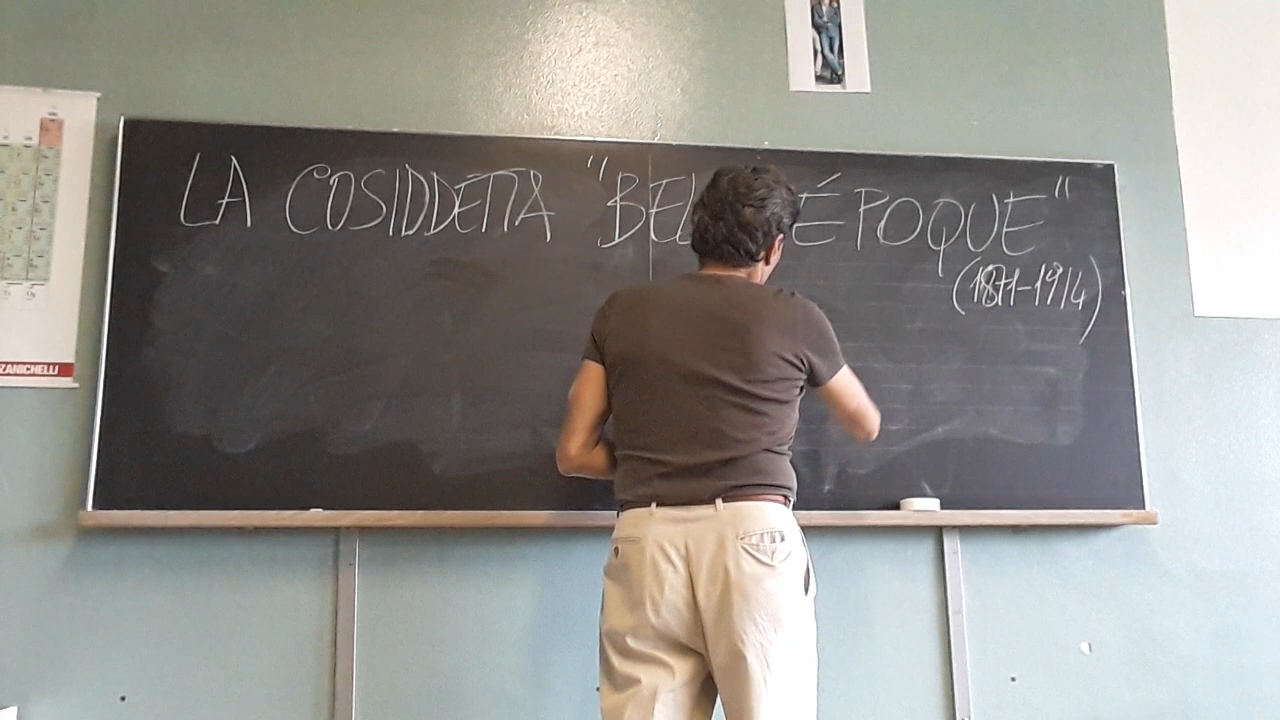 LA COSIDDETTA "BEL ÉPOQUE"
(1871-1914)
ZANICHELLI